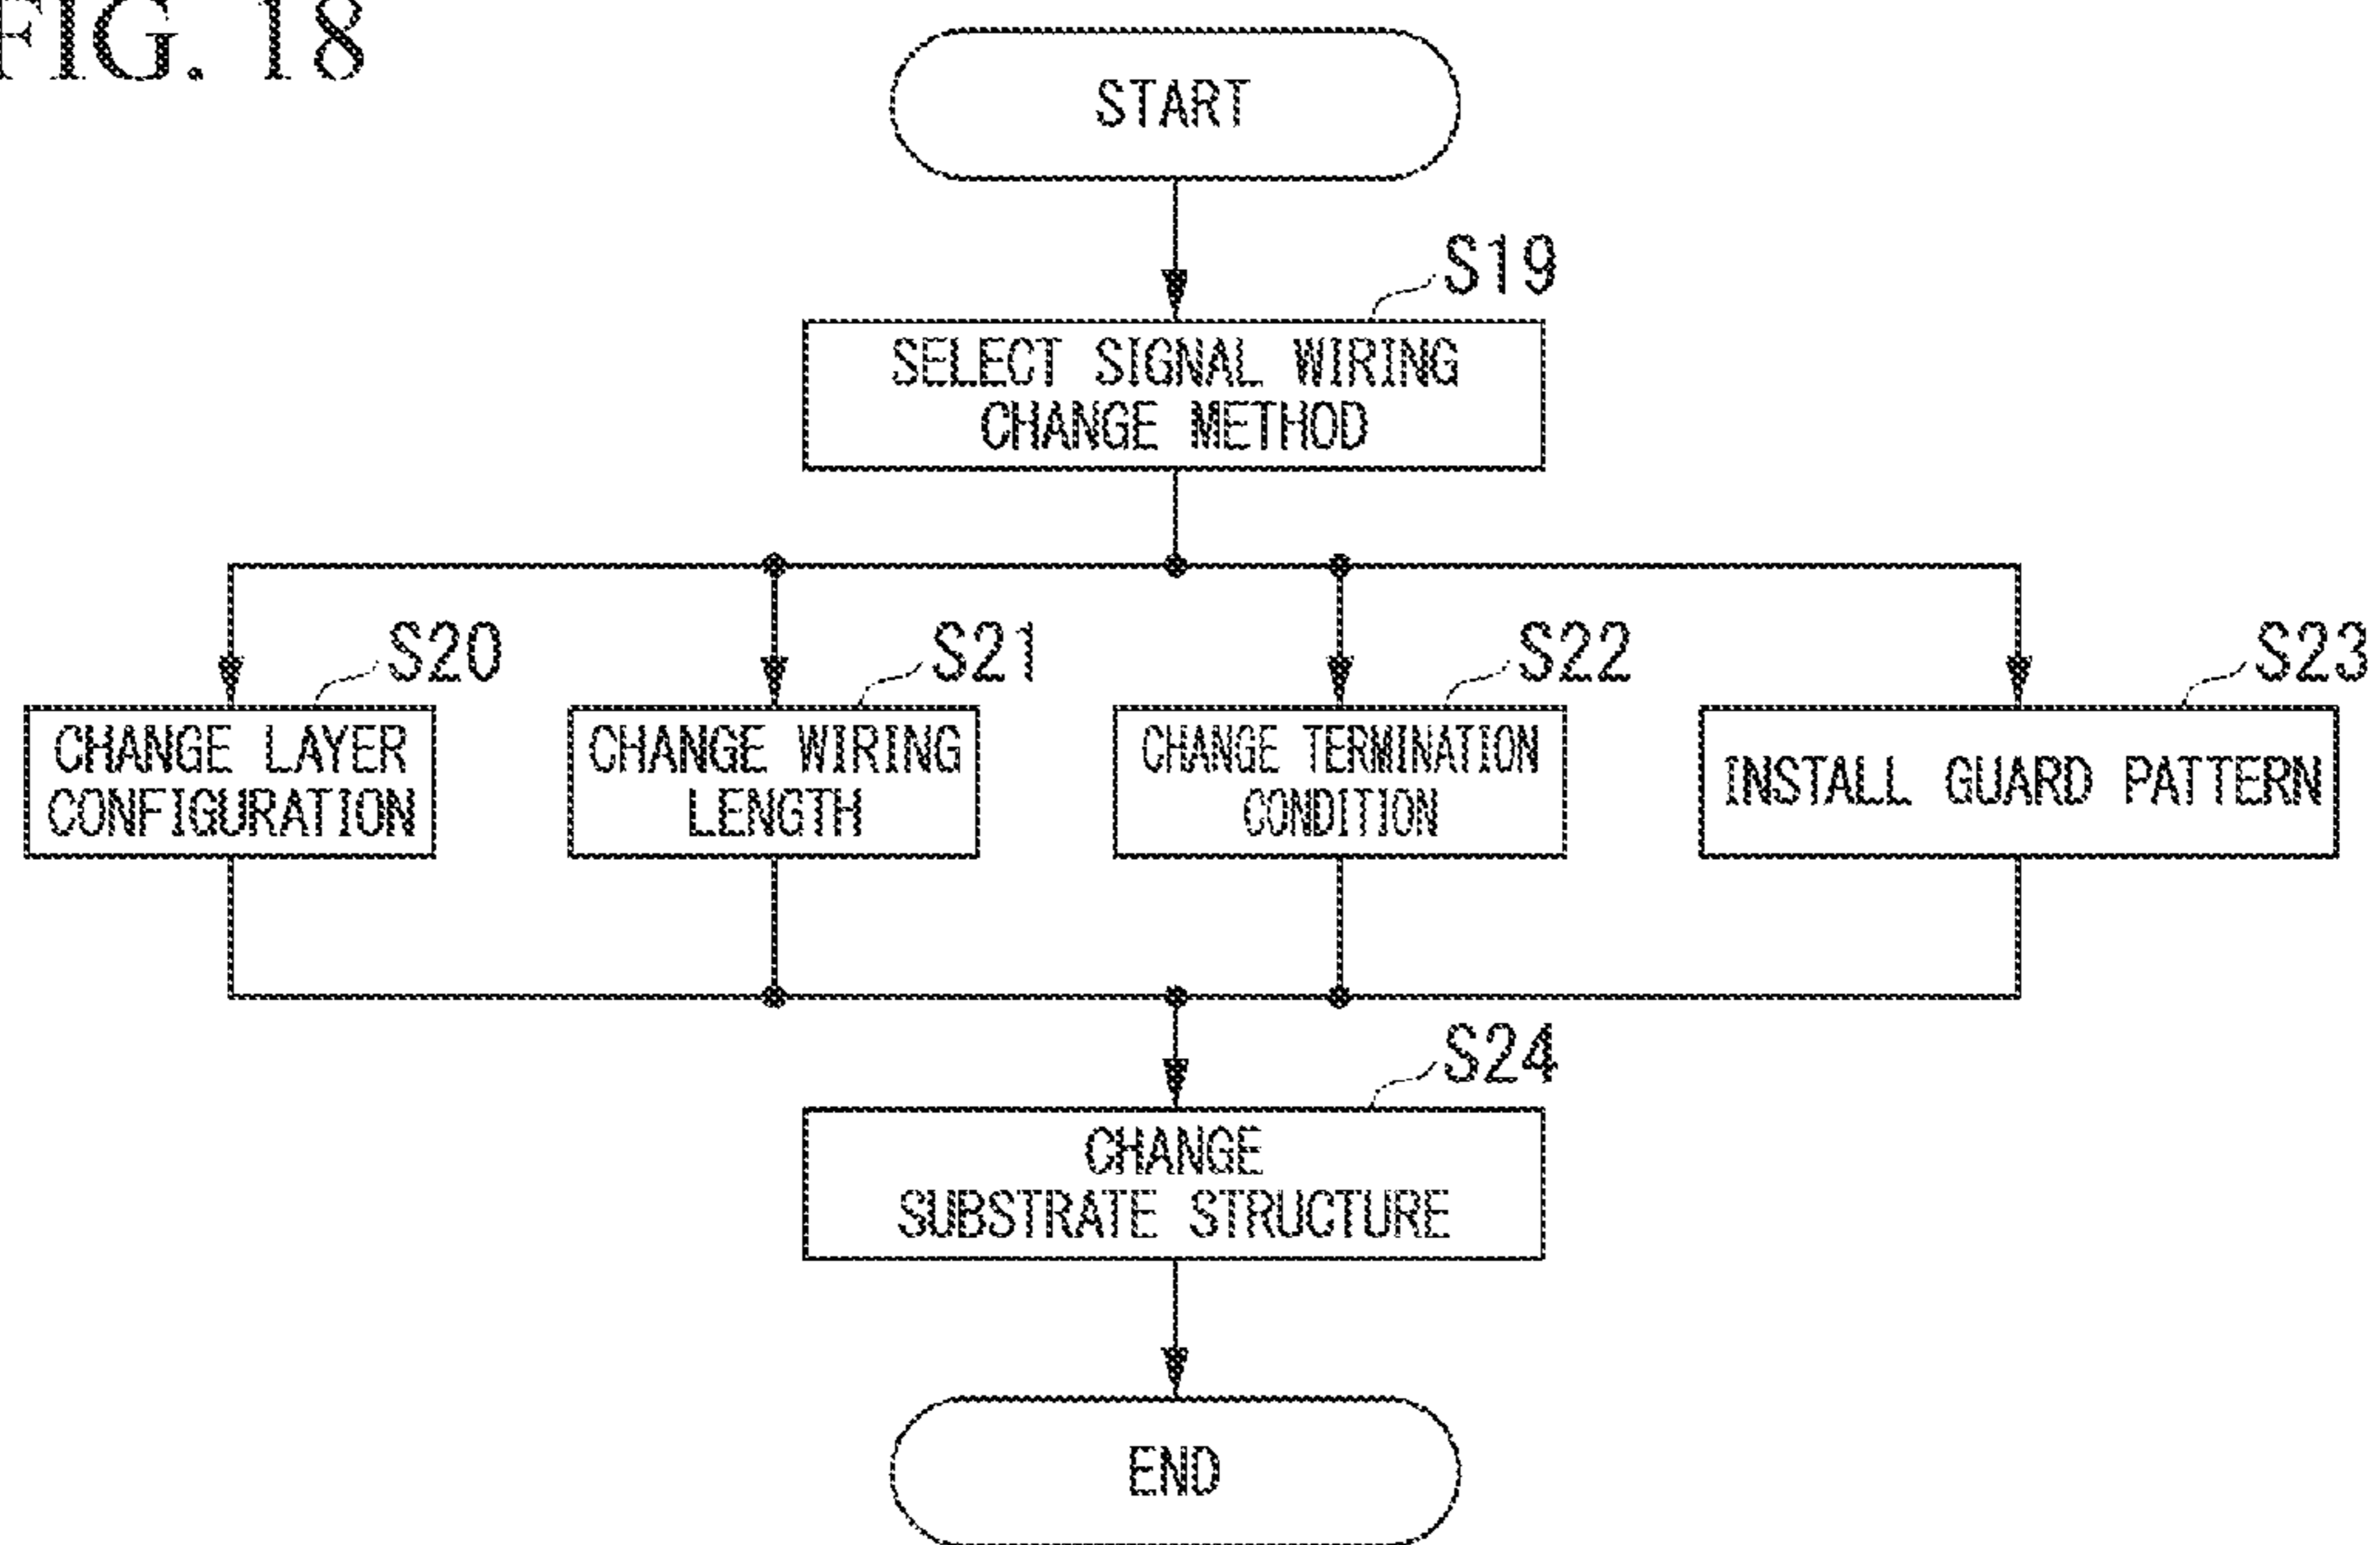 FIG. 18
START
S19
SELECT SIGNAL WIRING
CHANGE METHOD
S20
CHANGE LAYER
CONFIGURATION
S21
CHANGE WIRING
LENGTH
S22
CHANGE TERMINATION
CONDITION
S23
INSTALL GUARD PATTERN
S24
CHANGE
SUBSTRATE STRUCTURE
END